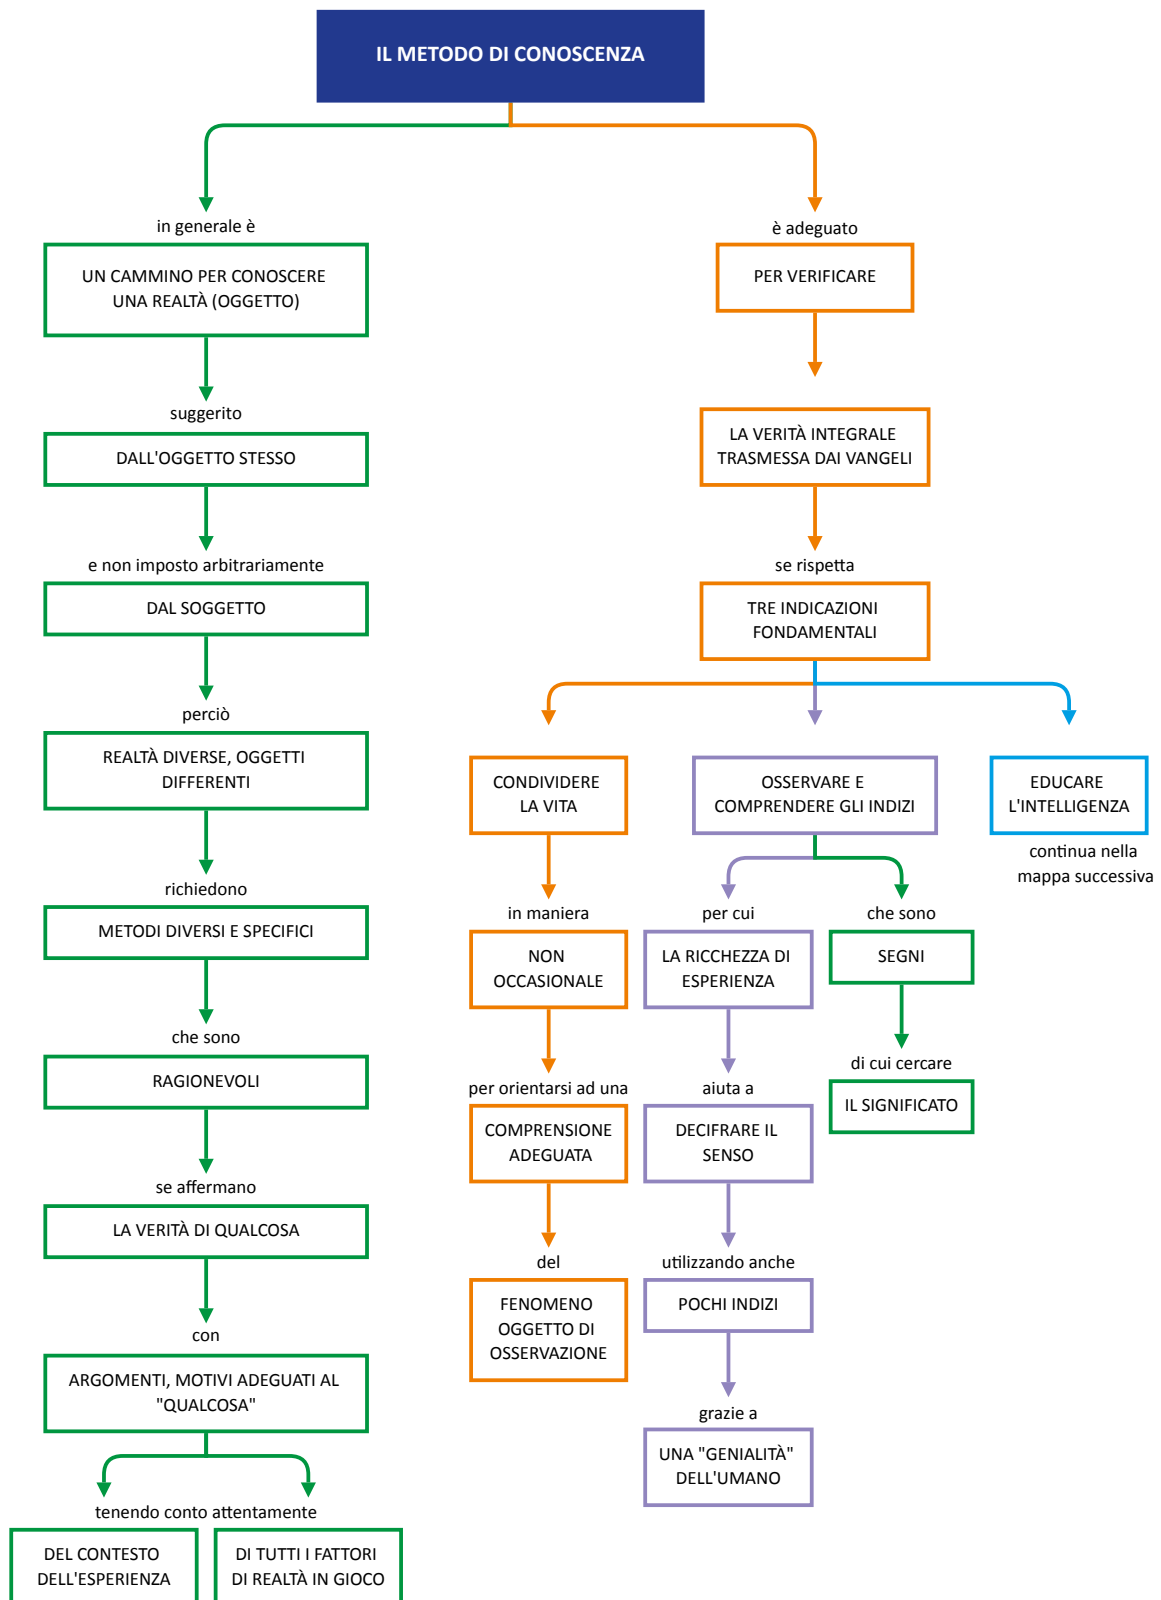 IL METODO DI CONOSCENZA
in generale è
UN CAMMINO PER CONOSCERE
UNA REALTÀ (OGGETTO)
suggerito
DALL'OGGETTO STESSO
e non imposto arbitrariamente
DAL SOGGETTO
perciò
REALTÀ DIVERSE, OGGETTI
DIFFERENTI
richiedono
METODI DIVERSI E SPECIFICI
che sono
RAGIONEVOLI
se affermano
LA VERITÀ DI QUALCOSA
con
ARGOMENTI, MOTIVI ADEGUATI AL
"QUALCOSA"
tenendo conto attentamente
DEL CONTESTO
DELL'ESPERIENZA
DI TUTTI I FATTORI
DI REALTÀ IN GIOCO
è adeguato
PER VERIFICARE
LA VERITÀ INTEGRALE
TRASMESSA DAI VANGELI
se rispetta
TRE INDICAZIONI
FONDAMENTALI
CONDIVIDERE
LA VITA
in maniera
NON
OCCASIONALE
per orientarsi ad una
COMPRENSIONE
ADEGUATA
del
FENOMENO
OGGETTO DI
OSSERVAZIONE
OSSERVARE E
COMPRENDERE GLI INDIZI
per cui
LA RICCHEZZA DI
ESPERIENZA
aiuta a
DECIFRARE IL
SENSO
utilizzando anche
POCHI INDIZI
grazie a
UNA "GENIALITÀ"
DELL'UMANO
che sono
SEGNI
di cui cercare
IL SIGNIFICATO
EDUCARE
L'INTELLIGENZA
continua nella
mappa successiva